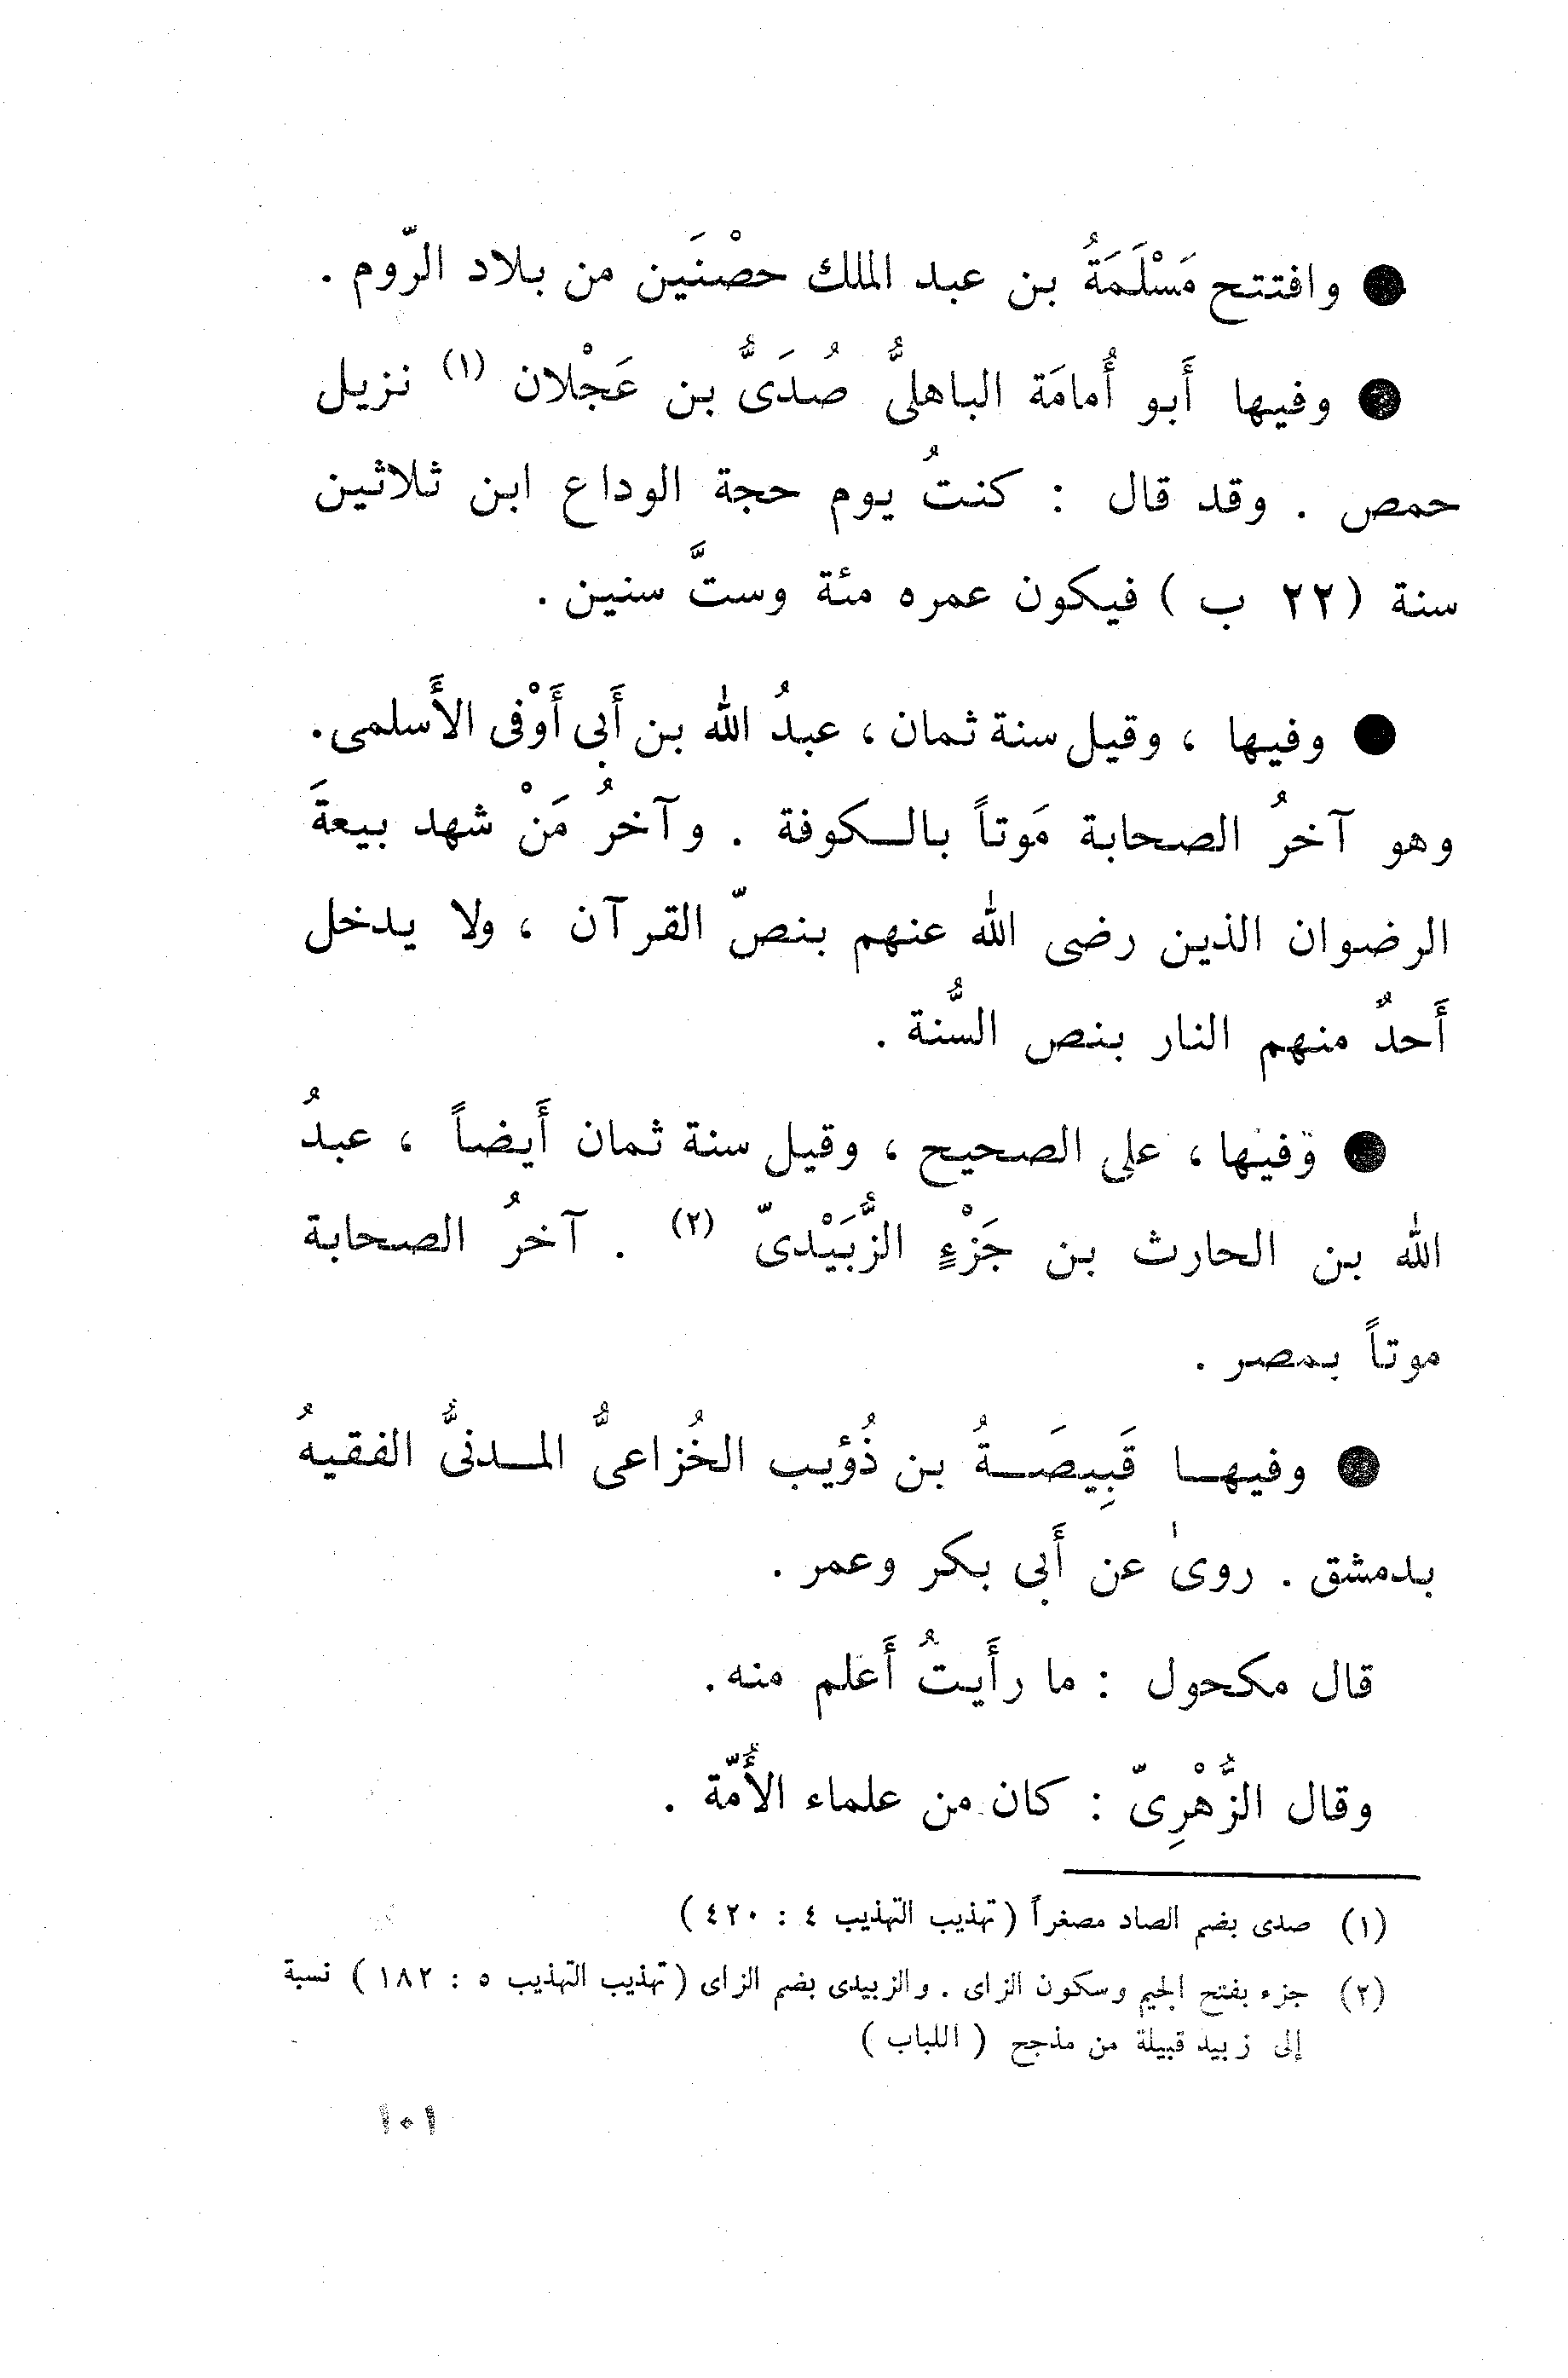 ● وافتتح مَسْلَمَةُ بن عبد الملك حصْنَين من بلاد الرّوم .
● وفيها أَبو أُمامَة الباهلىُّ صُدَىُّ بن عَجْلان (١) نزيل
حمص . وقد قال : كنتُ يوم حجة الوداع ابن ثلاثين
سنة (٢٢ ب ) فيكون عمره مئة وستَّ سنين .
● وفيها ، وقيل سنة ثمان ، عبدُ الله بن أَبي أَوْفى الأَسلمى.
وهو آخرُ الصحابة مَوتاً بالكوفة . وآخرُ مَنْ شهد بيعةَ
الرضوان الذين رضى الله عنهم بنصّ القرآن ، ولا يدخل
أَحدٌ منهم النار بنص السُّنة .
● وفيها ، على الصحيح ، وقيل سنة ثمان أَيضاً ، عبدُ
الله بن الحارث بن جَزْءٍ الزُّبَيْدىّ (٢) . آخرُ الصحابة
موتاً بمصر .
● وفيها قَبِيصَةُ بن ذُؤيب الخُزاعىُّ المدنىُّ الفقيهُ
بدمشق . روىٰ عن أَبي بكر وعمر .
قال مكحول : ما رأَيتُ أَعلم منه .
وقال الزُّهْرِىّ : كان من علماء الأُمّة .
(١) صدى بضم الصاد مصغراً ( تهذيب التهذيب ٤ : ٤٢٠ )
(٢) جزء بفتح الجيم وسكون الزاى . والزبيدى بضم الزاى ( تهذيب التهذيب ٥ : ١٨٢ ) نسبة
إلى زبيد قبيلة من مذجح ( اللباب )
١٠١